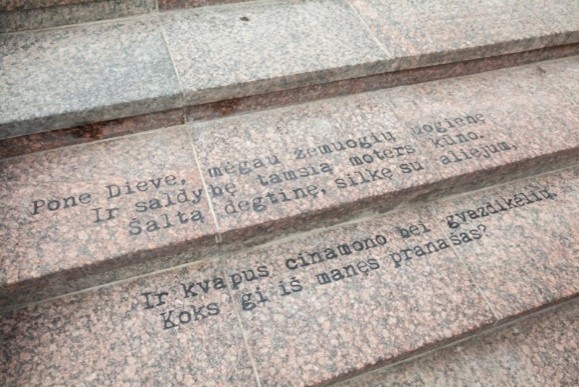 Pone Dieve, mėgau žemuogių uogienę
Ir saldybę tamsią moters kūno.
Šaltą degtinę, silkę su aliejum,
Ir kvapus cinamono bei gvazdikėlių.
Koks gi iš manęs pranašas?